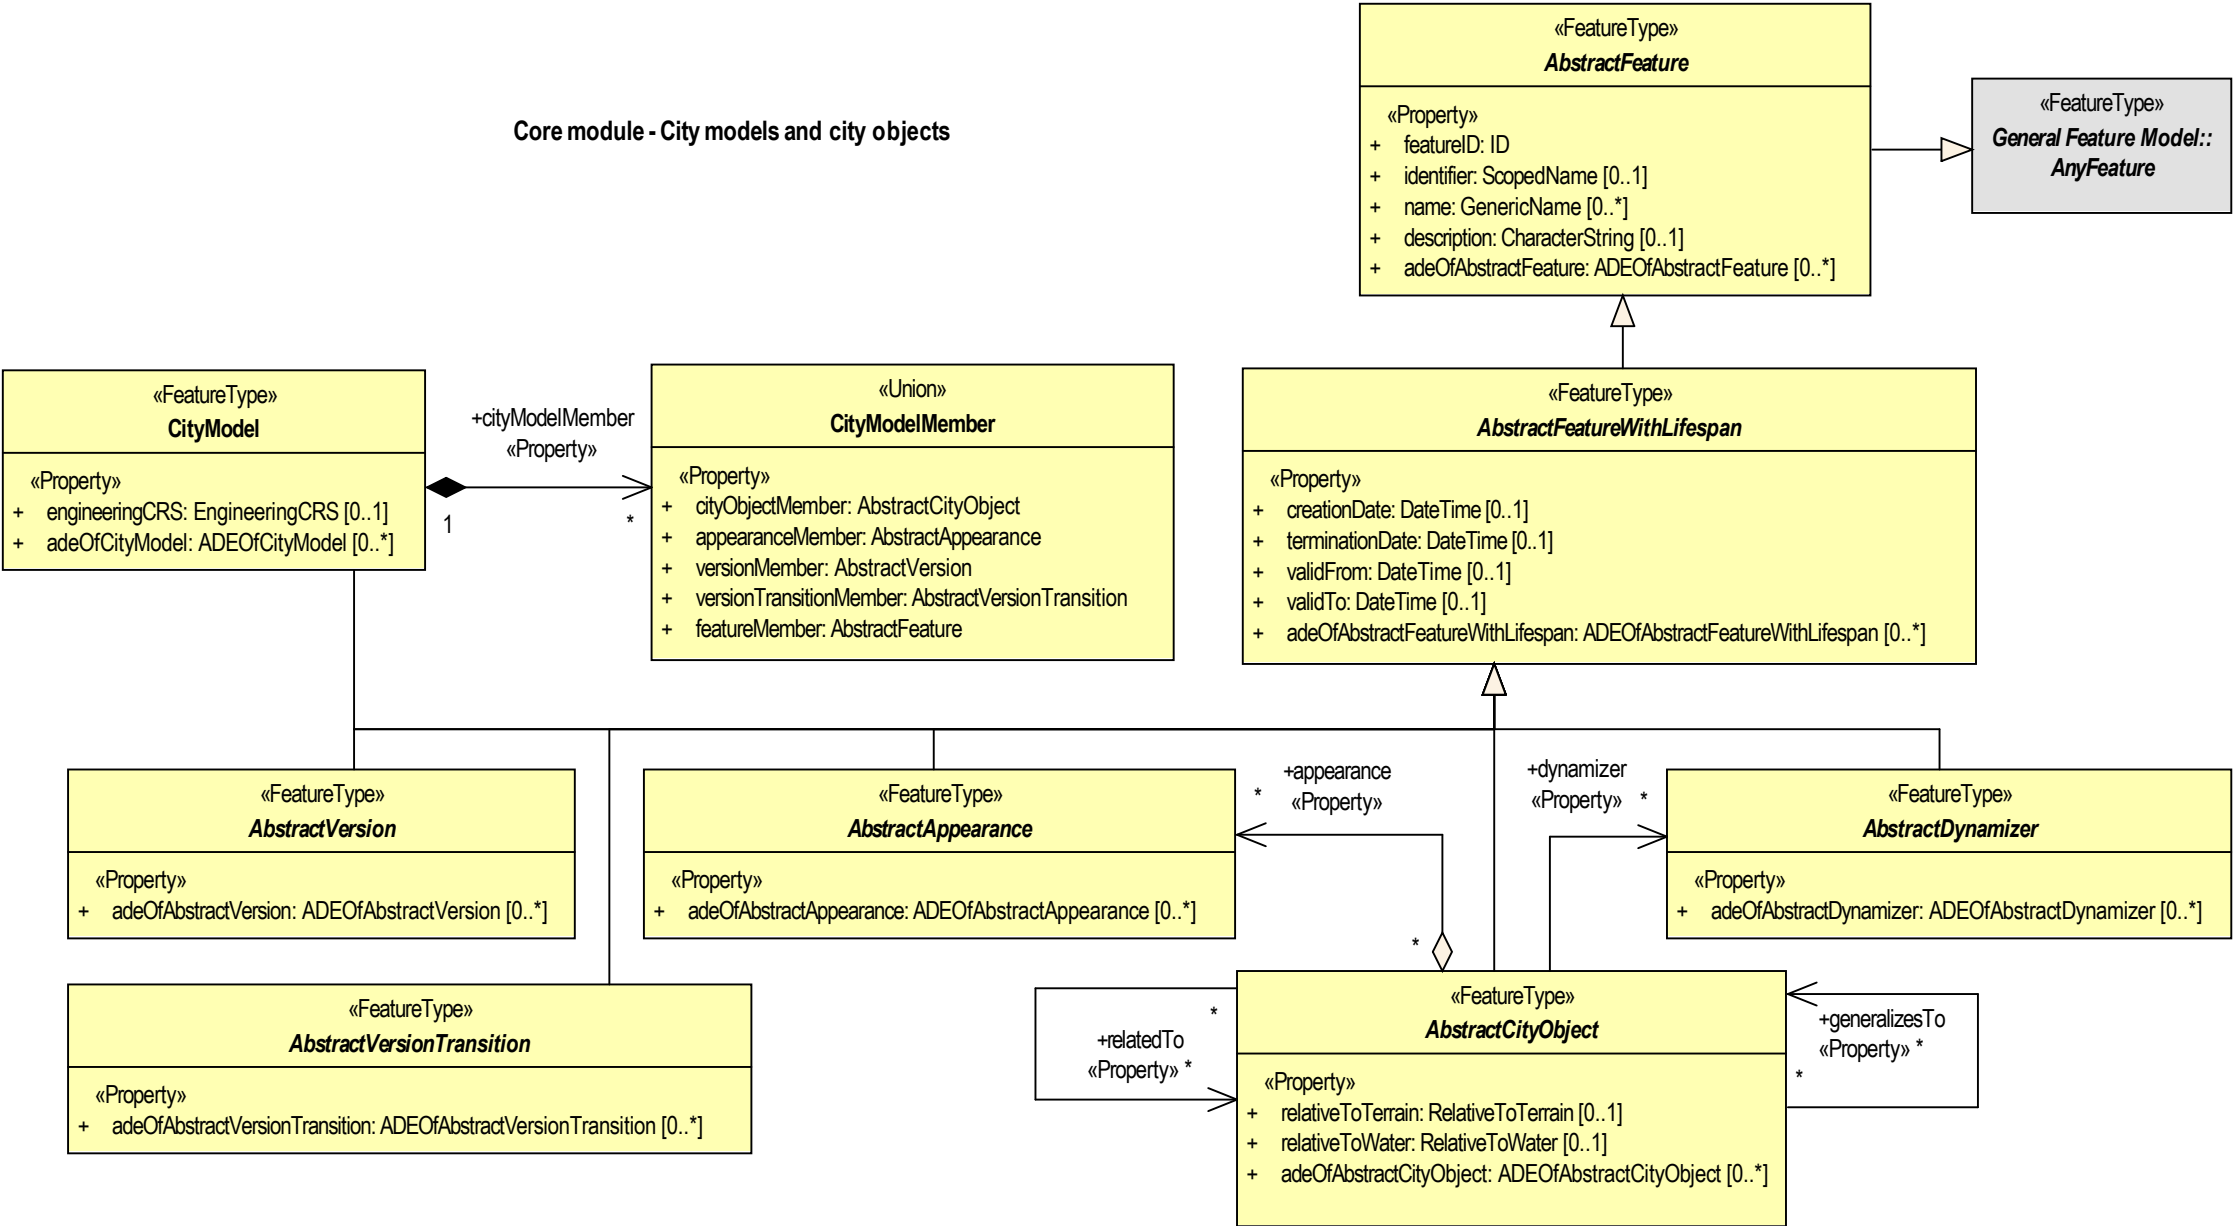 «FeatureType»
AbstractFeature
«Property»
+ featureID: ID
+ identifier: ScopedName [0..1]
+ name: GenericName [0..*]
+ description: CharacterString [0..1]
+ adeOfAbstractFeature: ADEOfAbstractFeature [0..*]
«FeatureType»
General Feature Model::
AnyFeature
Core module - City models and city objects
«FeatureType»
CityModel
«Property»
+ engineeringCRS: EngineeringCRS [0..1]
+ adeOfCityModel: ADEOfCityModel [0..*]
+cityModelMember
«Property»
1
*
«Union»
CityModelMember
«Property»
+ cityObjectMember: AbstractCityObject
+ appearanceMember: AbstractAppearance
+ versionMember: AbstractVersion
+ versionTransitionMember: AbstractVersionTransition
+ featureMember: AbstractFeature
«FeatureType»
AbstractFeatureWithLifespan
«Property»
+ creationDate: DateTime [0..1]
+ terminationDate: DateTime [0..1]
+ validFrom: DateTime [0..1]
+ validTo: DateTime [0..1]
+ adeOfAbstractFeatureWithLifespan: ADEOfAbstractFeatureWithLifespan [0..*]
«FeatureType»
AbstractVersion
«Property»
+ adeOfAbstractVersion: ADEOfAbstractVersion [0..*]
«FeatureType»
AbstractAppearance
«Property»
+ adeOfAbstractAppearance: ADEOfAbstractAppearance [0..*]
+appearance
* «Property»
*
+dynamizer
«Property» *
«FeatureType»
AbstractDynamizer
«Property»
+ adeOfAbstractDynamizer: ADEOfAbstractDynamizer [0..*]
«FeatureType»
AbstractVersionTransition
«Property»
+ adeOfAbstractVersionTransition: ADEOfAbstractVersionTransition [0..*]
*
+relatedTo
«Property» *
«FeatureType»
AbstractCityObject
«Property»
+ relativeToTerrain: RelativeToTerrain [0..1]
+ relativeToWater: RelativeToWater [0..1]
+ adeOfAbstractCityObject: ADEOfAbstractCityObject [0..*]
+generalizesTo
«Property» *
*